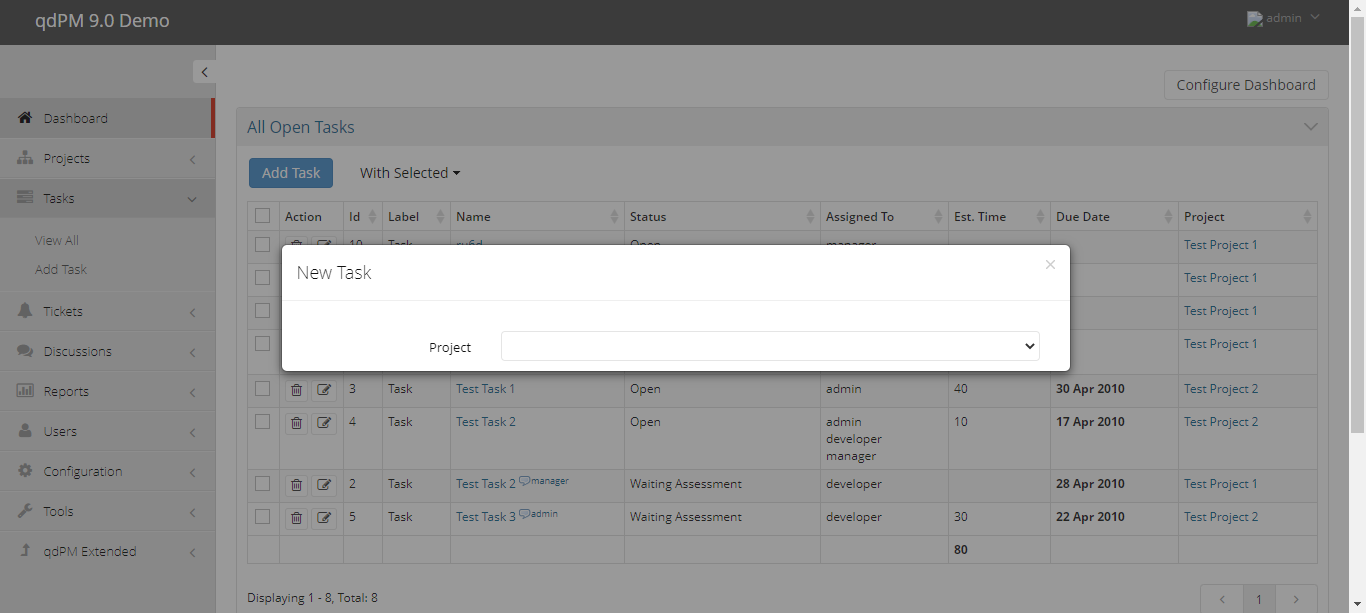 qdPM 9.0 Demo
admin
Configure Dashboard
Dashboard
Projects
Tasks
View All
Add Task
Tickets
Discussions
Reports
Users
Configuration
Tools
qdPM Extended
All Open Tasks
Add Task
With Selected
Action Id Label Name Status Assigned To Est. Time Due Date Project
Test Project 1
Test Project 1
Test Project 1
Test Project 1
New Task
×
Project
3 Task Test Task 1 Open admin 40 30 Apr 2010 Test Project 2
4 Task Test Task 2 Open admin 10 17 Apr 2010 Test Project 2
developer
manager
2 Task Test Task 2 manager Waiting Assessment developer 28 Apr 2010 Test Project 1
5 Task Test Task 3 admin Waiting Assessment developer 30 22 Apr 2010 Test Project 2
80
Displaying 1 - 8, Total: 8
1